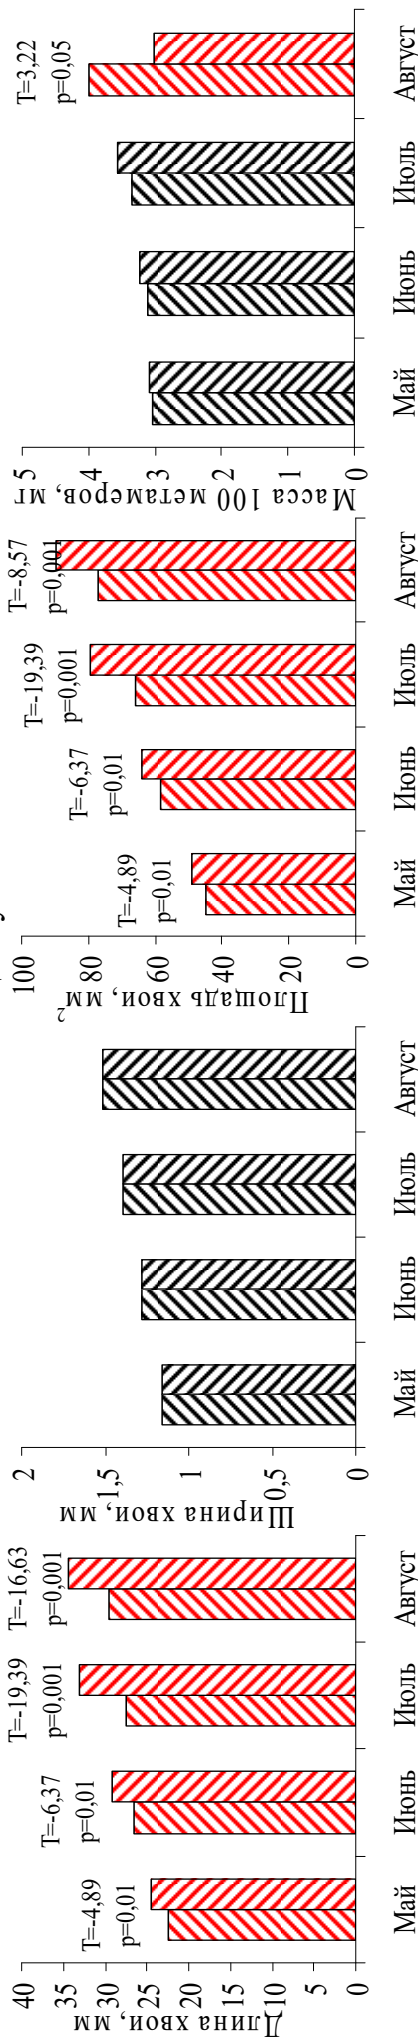 T=-4,89
p=0,01
T=-6,37
p=0,01
T=-19,39
p=0,001
T=-16,63
p=0,001
40
35
30
25
20
15
10
5
0
Длина хвои, мм
Май
Июнь
Июль
Август
2
1,5
1
0,5
0
Ширина хвои, мм
Май
Июнь
Июль
Август
T=-4,89
p=0,01
T=-6,37
p=0,01
T=-19,39
p=0,001
T=-8,57
p=0,001
100
80
60
40
20
0
Площадь хвои, мм²
Май
Июнь
Июль
Август
T=3,22
p=0,05
5
4
3
2
1
0
Масса 100 метамеров, мг
Май
Июнь
Июль
Август